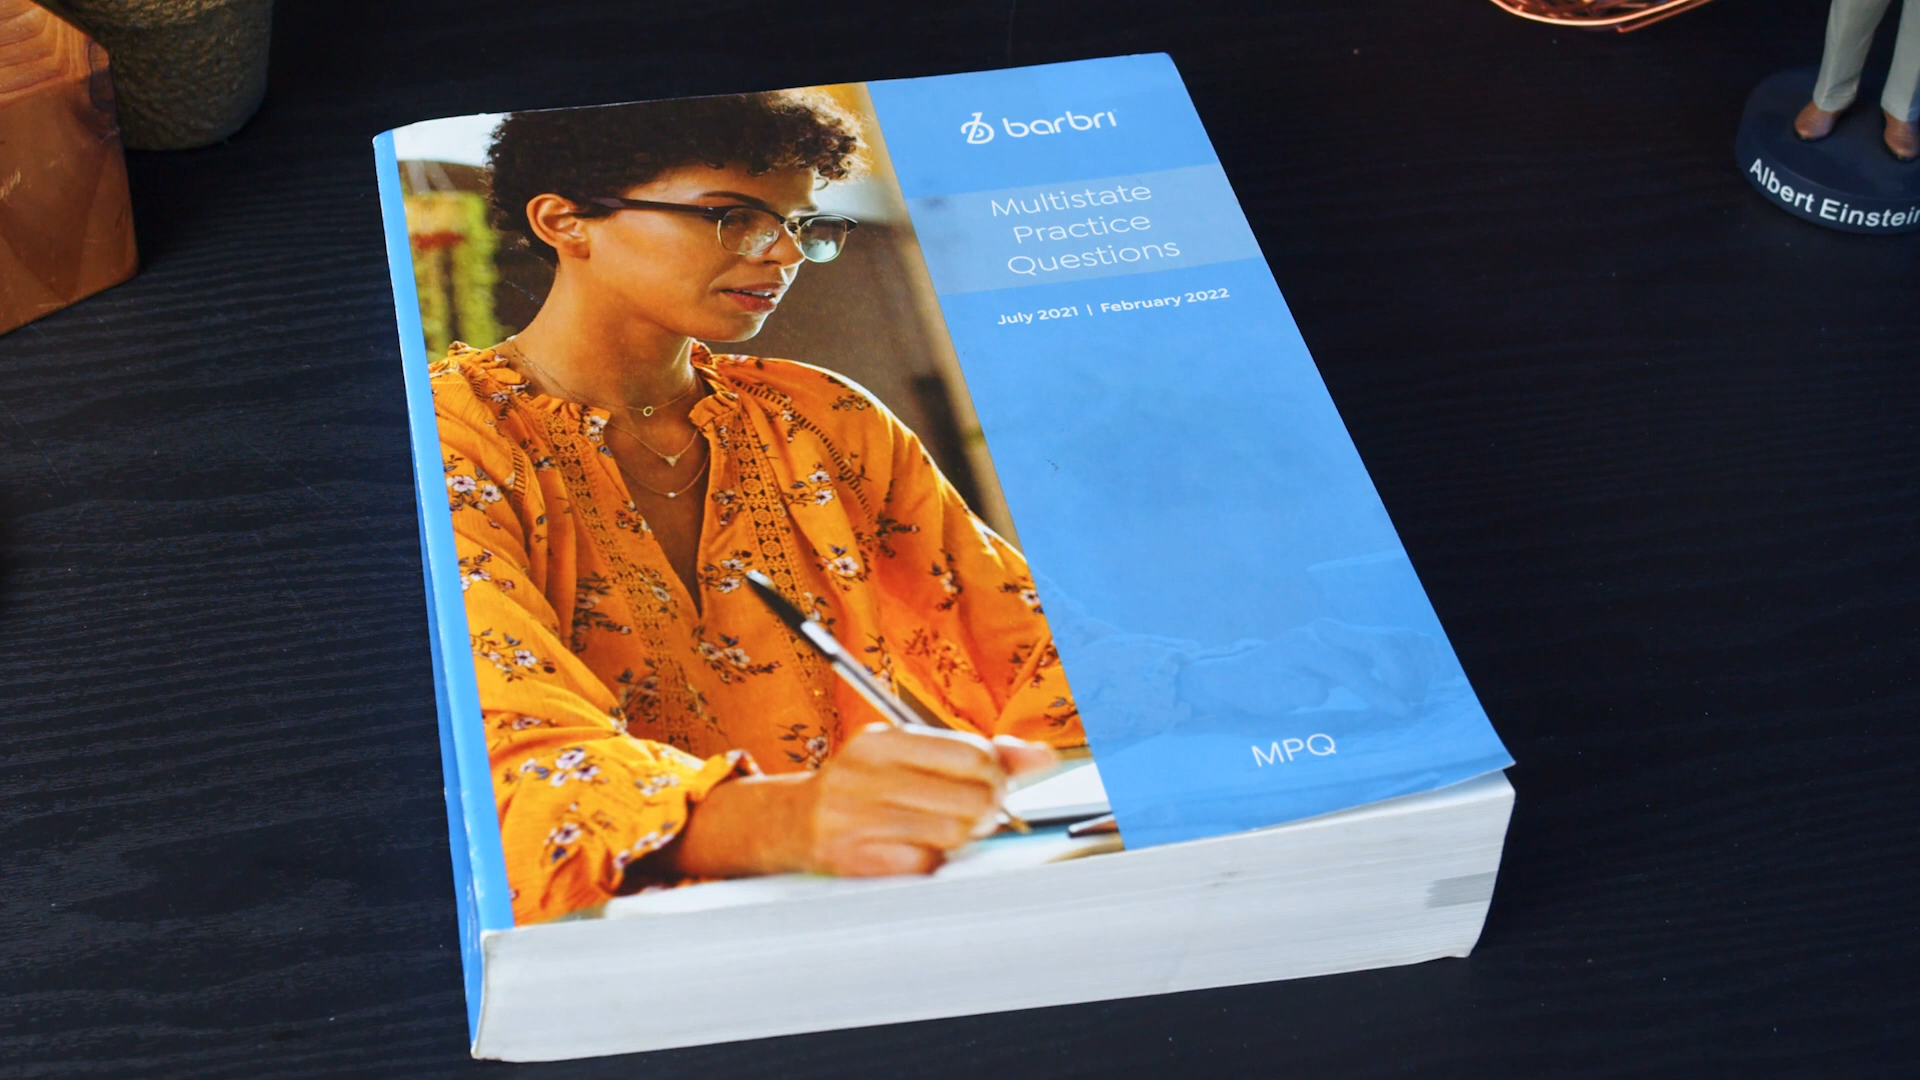 barbri
Multistate
Practice
Questions
July 2021 | February 2022
MPQ
Albert Einstein